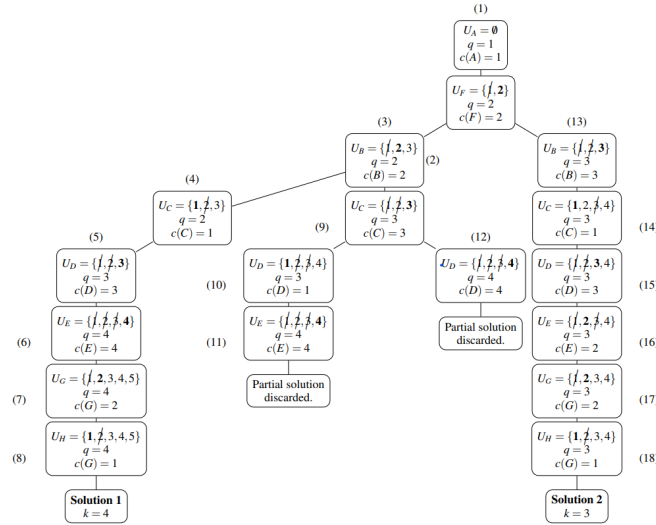 (1)
U_A = ∅
q = 1
c(A) = 1
U_F = {1̸, 2}
q = 2
c(F) = 2
(3)
(13)
U_B = {1̸, 2, 3}
q = 2
c(B) = 2
(2)
U_B = {1̸, 2̸, 3}
q = 3
c(B) = 3
(4)
U_C = {1, 2̸, 3}
q = 2
c(C) = 1
(9)
U_C = {1̸, 2̸, 3}
q = 3
c(C) = 3
(12)
U_C = {1, 2, 3̸, 4}
q = 3
c(C) = 1
(14)
(5)
U_D = {1̸, 2̸, 3}
q = 3
c(D) = 3
(10)
U_D = {1, 2̸, 3̸, 4}
q = 3
c(D) = 1
U_D = {1̸, 2̸, 3̸, 4}
q = 4
c(D) = 4
U_D = {1̸, 2̸, 3, 4}
q = 3
c(D) = 3
(15)
(6)
U_E = {1̸, 2̸, 3̸, 4}
q = 4
c(E) = 4
(11)
U_E = {1̸, 2̸, 3̸, 4}
q = 4
c(E) = 4
Partial solution
discarded.
U_E = {1̸, 2, 3̸, 4}
q = 3
c(E) = 2
(16)
(7)
U_G = {1̸, 2, 3, 4, 5}
q = 4
c(G) = 2
Partial solution
discarded.
U_G = {1̸, 2, 3, 4}
q = 3
c(G) = 2
(17)
(8)
U_H = {1, 2̸, 3, 4, 5}
q = 4
c(G) = 1
U_H = {1, 2̸, 3, 4}
q = 3
c(G) = 1
(18)
Solution 1
k = 4
Solution 2
k = 3